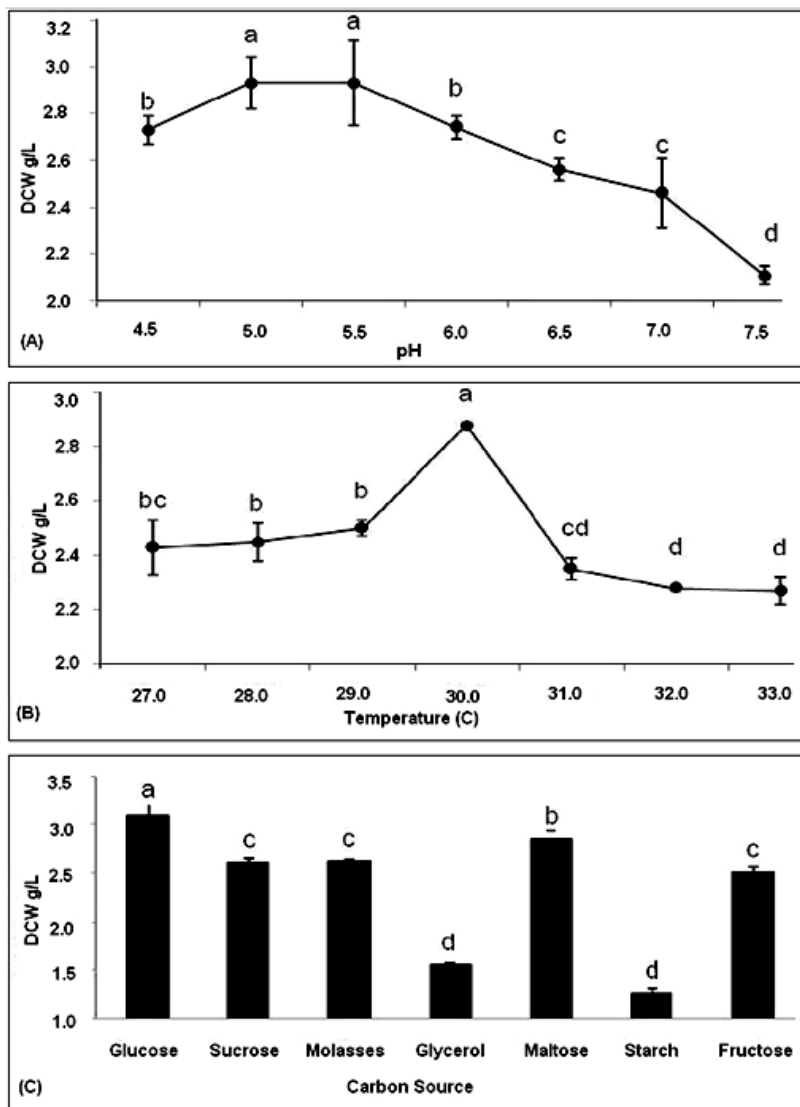 a a
b b
c c
d
3.2
3.0
2.8
2.6
2.4
2.2
2.0
DCW g/L
4.5 5.0 5.5 6.0 6.5 7.0 7.5
(A) pH
a
bc b b
cd d d
3.0
2.8
2.6
2.4
2.2
2.0
DCW g/L
27.0 28.0 29.0 30.0 31.0 32.0 33.0
(B) Temperature (C)
a c c d b d c
3.5
3.0
2.5
2.0
1.5
1.0
DCW g/L
Glucose Sucrose Molasses Glycerol Maltose Starch Fructose
(C) Carbon Source